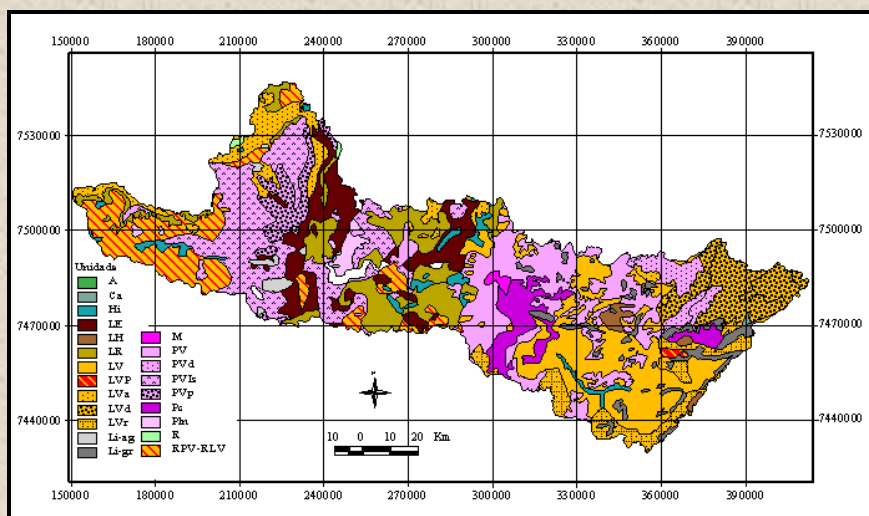 150000 180000 210000 240000 270000 300000 330000 360000 390000
7530000 7530000
7500000 7500000
Unidade
A
Ca
Hi
LE
LH
LR
LV
LVP
LVa
LVd
LVr
Li-ag
Li-gr
M
PV
PVd
PVls
PVp
Ps
Pln
R
RPV-RLV
7470000 7470000
7440000 7440000
10 0 10 20 Km
150000 180000 210000 240000 270000 300000 330000 360000 390000